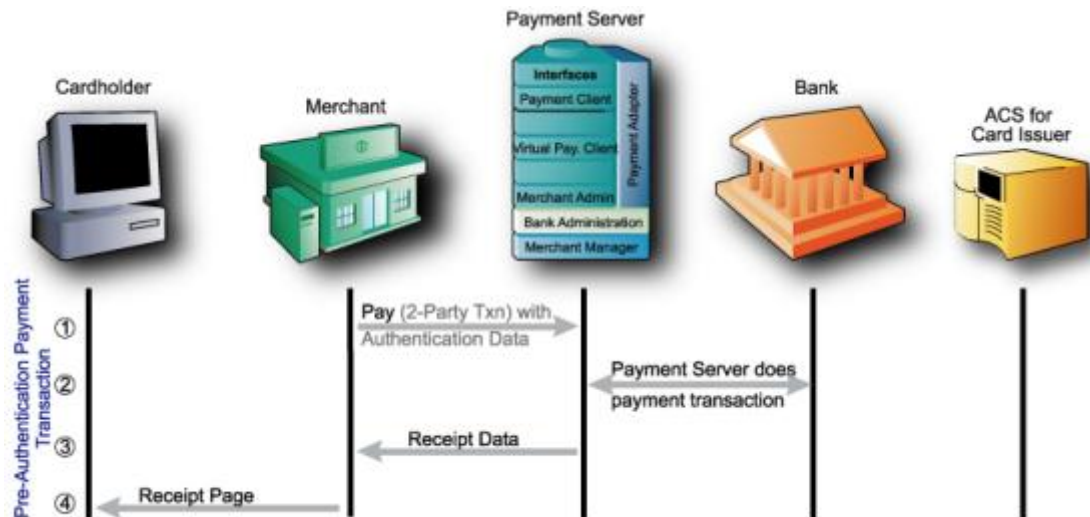 Payment Server
Cardholder
Merchant
Interfaces
Payment Client
Virtual Pay. Client
Merchant Admin
Bank Administration
Merchant Manager
Payment Adapter
Bank
ACS for
Card Issuer
Pre-Authentication Payment
Transaction
①
Pay (2-Party Txn) with
Authentication Data
②
Payment Server does
payment transaction
③
Receipt Data
④
Receipt Page